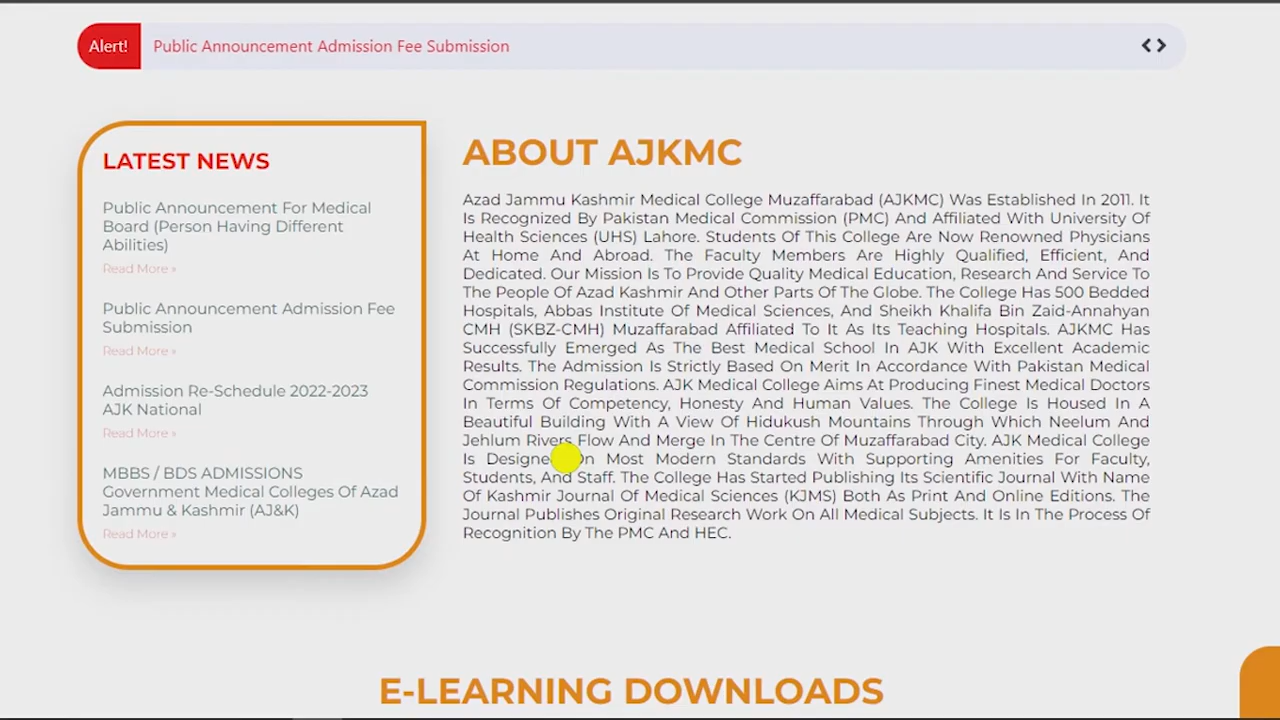 Alert!
Public Announcement Admission Fee Submission
LATEST NEWS
Public Announcement For Medical
Board (Person Having Different
Abilities)
Read More »
Public Announcement Admission Fee
Submission
Read More »
Admission Re-Schedule 2022-2023
AJK National
Read More »
MBBS / BDS ADMISSIONS
Government Medical Colleges Of Azad
Jammu & Kashmir (AJ&K)
Read More »
ABOUT AJKMC
Azad Jammu Kashmir Medical College Muzaffarabad (AJKMC) Was Established In 2011. It
Is Recognized By Pakistan Medical Commission (PMC) And Affiliated With University Of
Health Sciences (UHS) Lahore. Students Of This College Are Now Renowned Physicians
At Home And Abroad. The Faculty Members Are Highly Qualified, Efficient, And
Dedicated. Our Mission Is To Provide Quality Medical Education, Research And Service To
The People Of Azad Kashmir And Other Parts Of The Globe. The College Has 500 Bedded
Hospitals, Abbas Institute Of Medical Sciences, And Sheikh Khalifa Bin Zaid-Annahyan
CMH (SKBZ-CMH) Muzaffarabad Affiliated To It As Its Teaching Hospitals. AJKMC Has
Successfully Emerged As The Best Medical School In AJK With Excellent Academic
Results. The Admission Is Strictly Based On Merit In Accordance With Pakistan Medical
Commission Regulations. AJK Medical College Aims At Producing Finest Medical Doctors
In Terms Of Competency, Honesty And Human Values. The College Is Housed In A
Beautiful Building With A View Of Hidukush Mountains Through Which Neelum And
Jehlum Rivers Flow And Merge In The Centre Of Muzaffarabad City. AJK Medical College
Is Designed On Most Modern Standards With Supporting Amenities For Faculty,
Students, And Staff. The College Has Started Publishing Its Scientific Journal With Name
Of Kashmir Journal Of Medical Sciences (KJMS) Both As Print And Online Editions. The
Journal Publishes Original Research Work On All Medical Subjects. It Is In The Process Of
Recognition By The PMC And HEC.
E-LEARNING DOWNLOADS